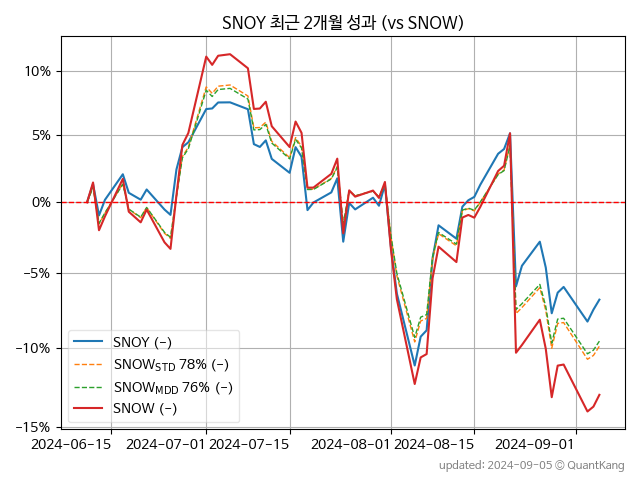 SNOY 최근 2개월 성과 (vs SNOW)
10%
5%
0%
−5%
−10%
−15%
SNOY (−)
SNOW_STD 78% (−)
SNOW_MDD 76% (−)
SNOW (−)
2024-06-15 2024-07-01 2024-07-15 2024-08-01 2024-08-15 2024-09-01
updated: 2024-09-05 © QuantKang